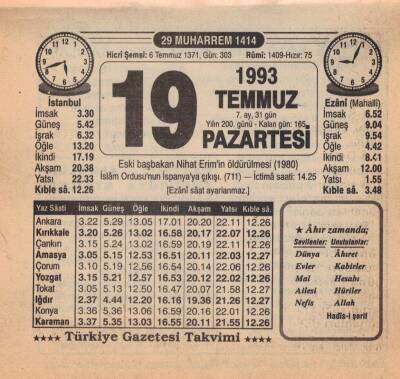 29 MUHARREM 1414
Hicrî Şemsî: 6 Temmuz 1371, Gün: 303 Rûmî: 1409-Hızır: 75
19
1993
TEMMUZ
7. ay, 31 gün
Yılın 200. günü - Kalan gün: 165
PAZARTESİ
İstanbul
İmsak 3.30
Güneş 5.42
Işrak 6.32
Öğle 13.20
İkindi 17.19
Akşam 20.38
Yatsı 22.33
Kıble sâ. 12.26
Ezânî (Mahallî)
İmsak 6.52
Güneş 9.04
Işrak 9.54
Öğle 4.42
İkindi 8.41
Akşam 12.00
Yatsı 1.55
Kıble sâ. 3.48
Eski başbakan Nihat Erim'in öldürülmesi (1980)
İslâm Ordusu'nun İspanya'ya çıkışı. (711) — İctimâ saati: 14.25
[Ezânî sâat ayarlanmaz.]
Yaz Sâati İmsak Güneş Öğle İkindi Akşam Yatsı Kıble sâ.
Ankara 3.22 5.29 13.05 17.01 20.20 22.11 12.26
Kırıkkale 3.20 5.26 13.02 16.58 20.17 22.07 12.26
Çankırı 3.15 5.24 13.02 16.59 20.19 22.11 12.26
Amasya 3.05 5.15 12.53 16.51 20.11 22.03 12.27
Çorum 3.10 5.19 12.56 16.54 20.14 22.06 12.26
Yozgat 3.15 5.21 12.57 16.53 20.12 22.02 12.26
Tokat 3.05 5.13 12.50 16.47 20.07 21.58 12.27
Iğdır 2.37 4.44 12.20 16.16 19.36 21.26 12.27
Konya 3.36 5.36 13.06 16.59 20.16 22.01 12.26
Karaman 3.37 5.35 13.03 16.55 20.11 21.55 12.26
★ Âhır zamanda;
Sevilenler: Unutulanlar:
Dünya Âhıret
Evler Kabirler
Mal Hesabı
Ailesi Hûriler
Nefis Allah
Hadîs-i şerîf
★★★★ Türkiye Gazetesi Takvimi ★★★★